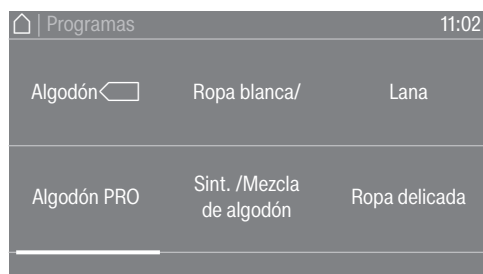 | Programas 11:02
Algodón Ropa blanca/ Lana
Algodón PRO Sint. /Mezcla de algodón Ropa delicada